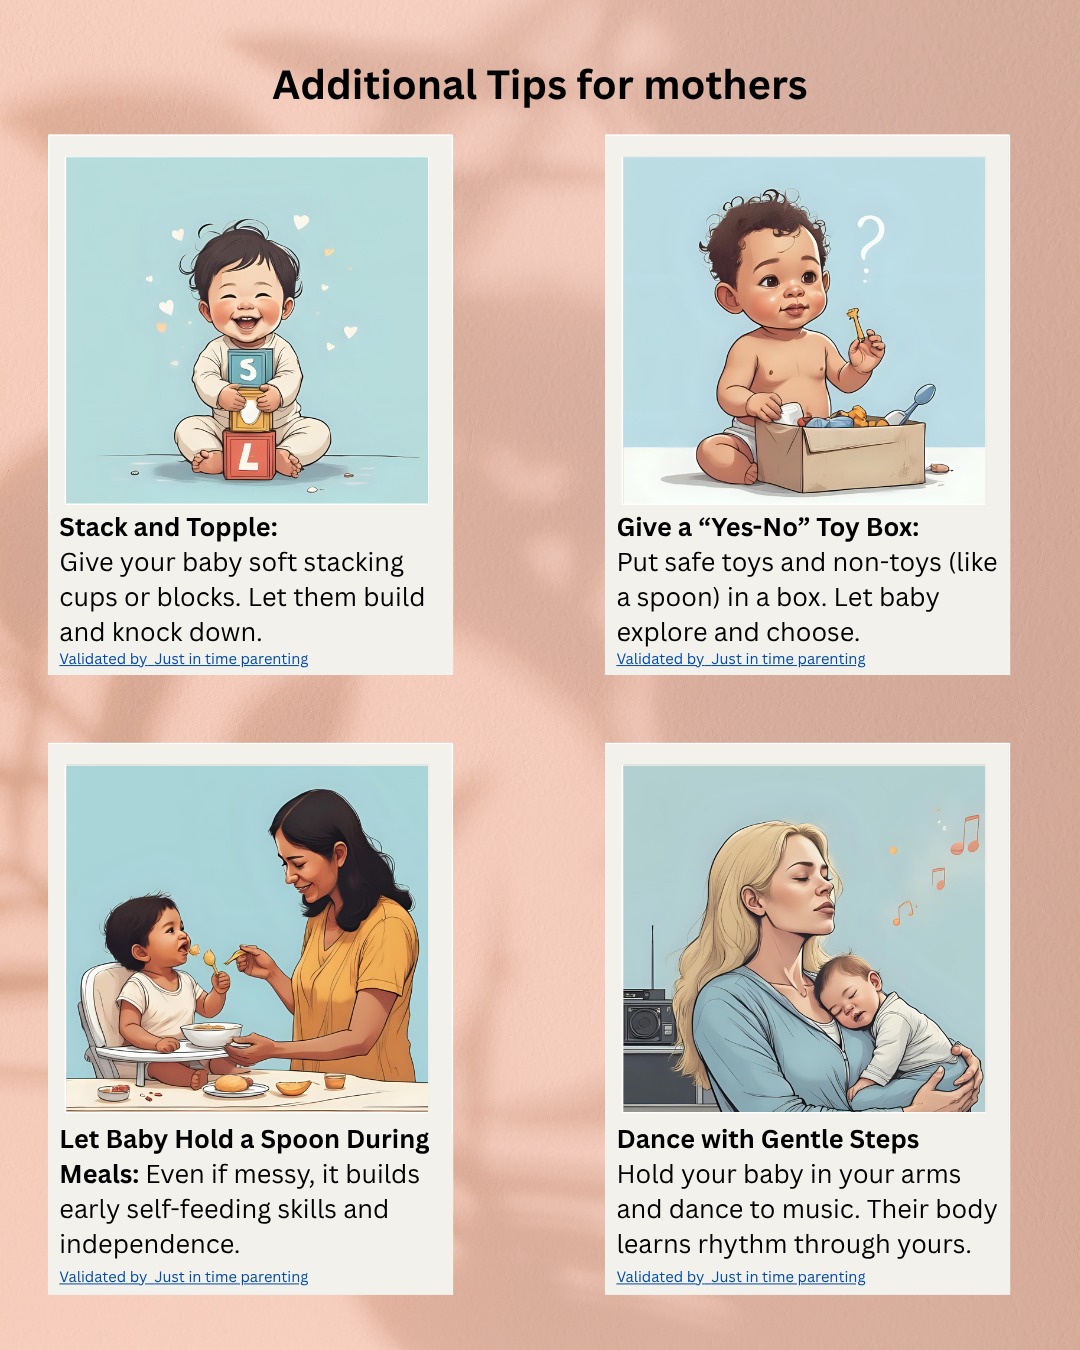 Additional Tips for mothers
S
L
?
Stack and Topple:
Give your baby soft stacking
cups or blocks. Let them build
and knock down.
Validated by  Just in time parenting
Give a “Yes-No” Toy Box:
Put safe toys and non-toys (like
a spoon) in a box. Let baby
explore and choose.
Validated by  Just in time parenting
Let Baby Hold a Spoon During
Meals: Even if messy, it builds
early self-feeding skills and
independence.
Validated by  Just in time parenting
Dance with Gentle Steps
Hold your baby in your arms
and dance to music. Their body
learns rhythm through yours.
Validated by  Just in time parenting